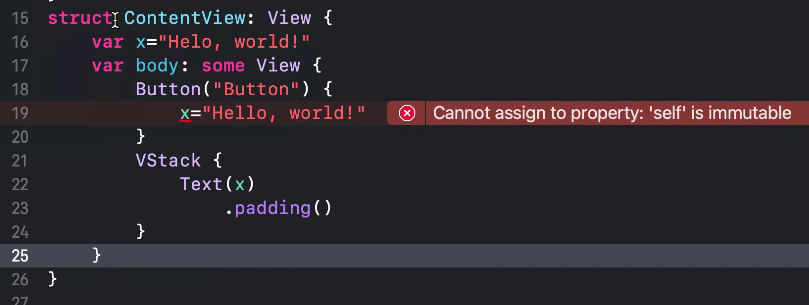 15 struct ContentView: View {
16 var x="Helo, world!"
17 var body: some View {
18 Button("Button") {
19 x="Hello, world!" Cannot assign to property: 'self' is immutable
20 }
21 VStack {
22 Text(x)
23 .padding()
24 }
25 }
26 }
27